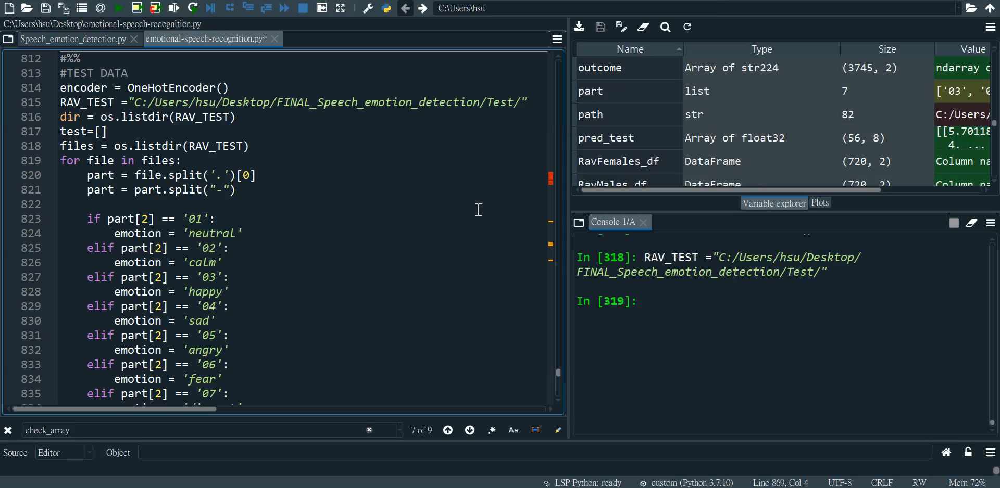 C:\Users\hsu
C:\Users\hsu\Desktop\emotional-speech-recognition.py
Speech_emotion_detection.py
emotional-speech-recognition.py*
812 #%%
813 #TEST DATA
814 encoder = OneHotEncoder()
815 RAV_TEST ="C:/Users/hsu/Desktop/FINAL_Speech_emotion_detection/Test/"
816 dir = os.listdir(RAV_TEST)
817 test=[]
818 files = os.listdir(RAV_TEST)
819 for file in files:
820 part = file.split('.')[0]
821 part = part.split("-")
822
823 if part[2] == '01':
824 emotion = 'neutral'
825 elif part[2] == '02':
826 emotion = 'calm'
827 elif part[2] == '03':
828 emotion = 'happy'
829 elif part[2] == '04':
830 emotion = 'sad'
831 elif part[2] == '05':
832 emotion = 'angry'
833 elif part[2] == '06':
834 emotion = 'fear'
835 elif part[2] == '07':
check_array
7 of 9
Aa
Name Type Size Value
outcome Array of str224 (3745, 2) ndarray
part list 7 ['03',
path str 82 C:/Users/
pred_test Array of float32 (56, 8) [[5.70118
4. ...
RavFemales_df DataFrame (720, 2) Column na
RavMales_df DataFrame (720, 2) Column na
Variable explorer Plots
Console 1/A
In [318]: RAV_TEST ="C:/Users/hsu/Desktop/
FINAL_Speech_emotion_detection/Test/"
In [319]:
Source Editor Object
LSP Python: ready custom (Python 3.7.10) Line 869, Col 4 UTF-8 CRLF RW Mem 72%